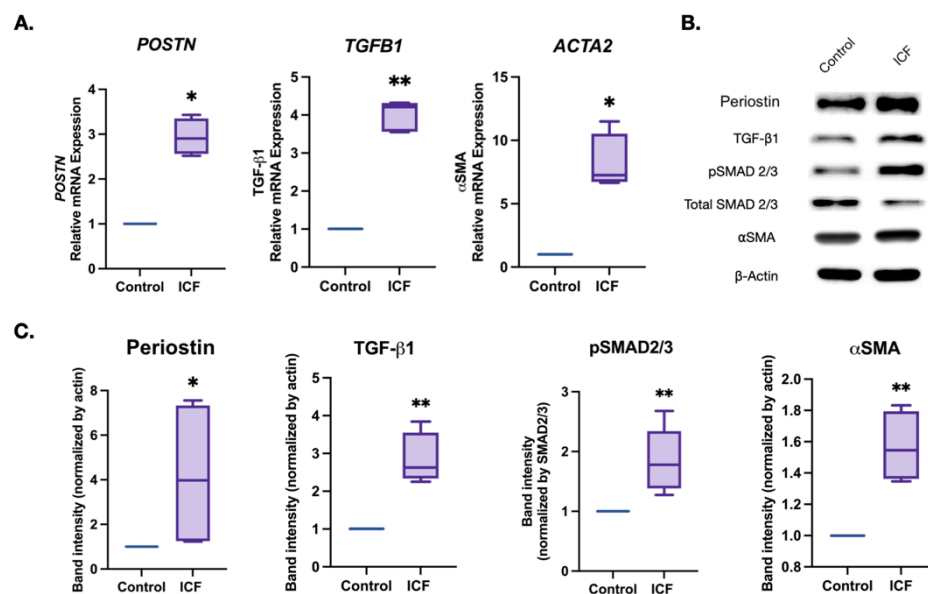 A.
POSTN
POSTN
Relative mRNA Expression
4
3
2
1
0
*
Control
ICF
TGFB1
TGF-β1
Relative mRNA Expression
5
4
3
2
1
0
**
Control
ICF
ACTA2
αSMA
Relative mRNA Expression
15
10
5
0
*
Control
ICF
B.
Control
ICF
Periostin
TGF-β1
pSMAD 2/3
Total SMAD 2/3
αSMA
β-Actin
C.
Periostin
Band intensity (normalized by actin)
8
6
4
2
0
*
Control
ICF
TGF-β1
Band intensity (normalized by actin)
5
4
3
2
1
0
**
Control
ICF
pSMAD2/3
Band intensity
(normalized by SMAD2/3)
3
2
1
0
**
Control
ICF
αSMA
Band intensity (normalized by actin)
2.0
1.8
1.6
1.4
1.2
1.0
0.8
**
Control
ICF